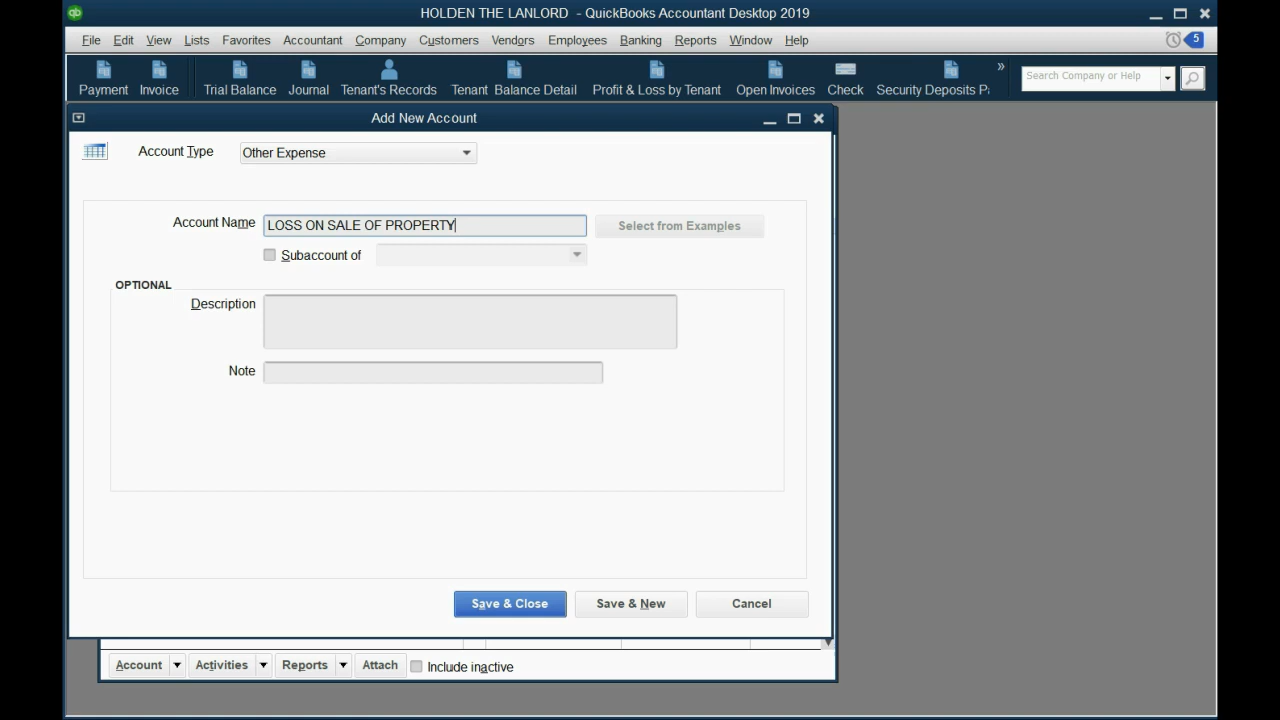 qb HOLDEN THE LANLORD - QuickBooks Accountant Desktop 2019
File Edit View Lists Favorites Accountant Company Customers Vendors Employees Banking Reports Window Help 5
Payment Invoice Trial Balance Journal Tenant's Records Tenant Balance Detail Profit & Loss by Tenant Open Invoices Check Security Deposits Pa » Search Company or Help
Add New Account
Account Type Other Expense
Account Name LOSS ON SALE OF PROPERTY Select from Examples
Subaccount of
OPTIONAL
Description
Note
Save & Close Save & New Cancel
Account Activities Reports Attach Include inactive